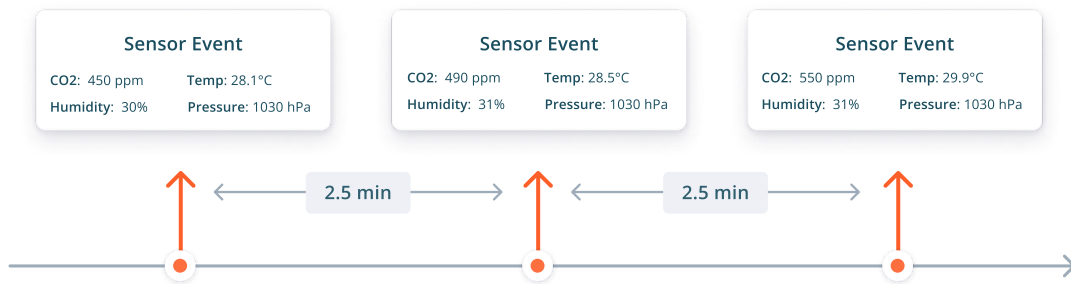 Sensor Event
CO2: 450 ppm Temp: 28.1°C
Humidity: 30% Pressure: 1030 hPa
Sensor Event
CO2: 490 ppm Temp: 28.5°C
Humidity: 31% Pressure: 1030 hPa
Sensor Event
CO2: 550 ppm Temp: 29.9°C
Humidity: 31% Pressure: 1030 hPa
2.5 min
2.5 min